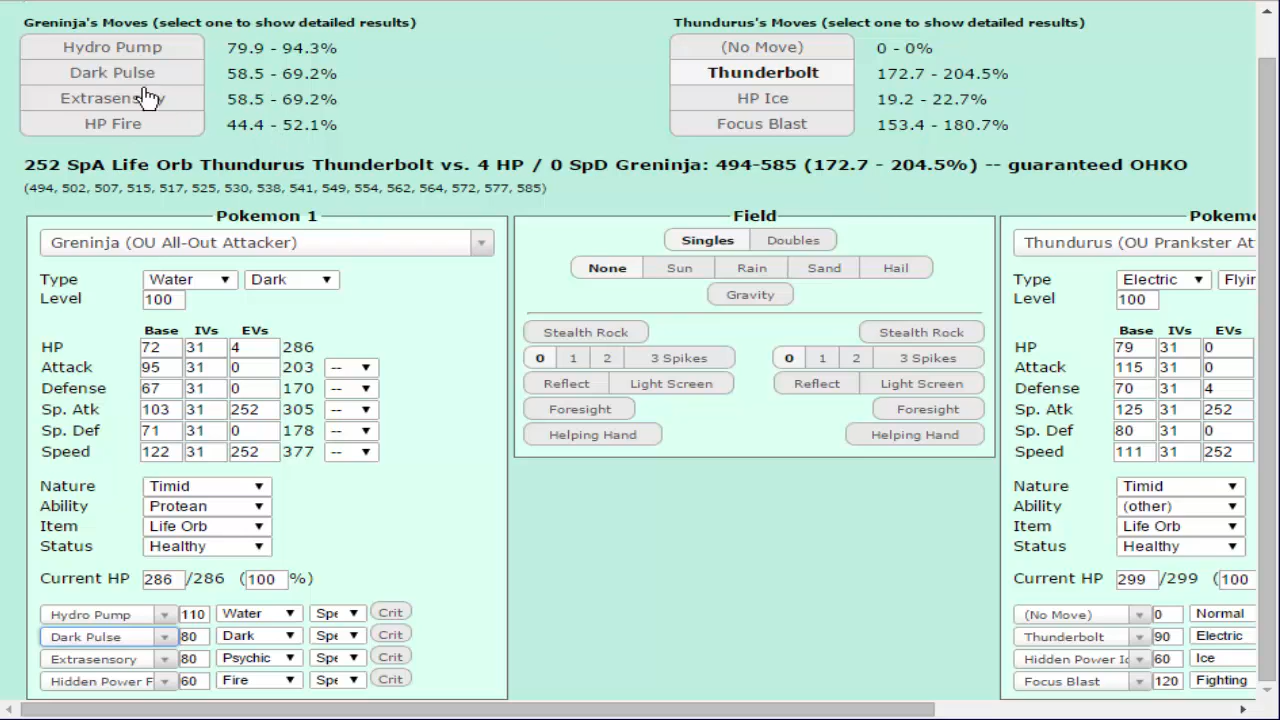 Greninja's Moves (select one to show detailed results)
Thundurus's Moves (select one to show detailed results)
Hydro Pump 79.9 - 94.3%
(No Move) 0 - 0%
Dark Pulse 58.5 - 69.2%
Thunderbolt 172.7 - 204.5%
58.5 - 69.2%
HP Ice 19.2 - 22.7%
HP Fire 44.4 - 52.1%
Focus Blast 153.4 - 180.7%
252 SpA Life Orb Thundurus Thunderbolt vs. 4 HP / 0 SpD Greninja: 494-585 (172.7 - 204.5%) -- guaranteed OHKO
(494, 502, 507, 515, 517, 525, 530, 538, 541, 549, 554, 562, 564, 572, 577, 585)
Pokemon 1
Greninja (OU All-Out Attacker)
Type Water Dark
Level 100
Base IVs EVs
HP 72 31 4 286
Attack 95 31 0 203 --
Defense 67 31 0 170 --
Sp. Atk 103 31 252 305 --
Sp. Def 71 31 0 178 --
Speed 122 31 252 377 --
Nature Timid
Ability Protean
Item Life Orb
Status Healthy
Current HP 286 /286 (100 %)
Hydro Pump 110 Water Spe Crit
Dark Pulse 80 Dark Spe Crit
Extrasensory 80 Psychic Spe Crit
Hidden Power F 60 Fire Spe Crit
Field
Singles Doubles
None Sun Rain Sand Hail
Gravity
Stealth Rock Stealth Rock
0 1 2 3 Spikes 0 1 2 3 Spikes
Reflect Light Screen Reflect Light Screen
Foresight Foresight
Helping Hand Helping Hand
Pokeme
Thundurus (OU Prankster At
Type Electric Flyir
Level 100
Base IVs EVs
HP 79 31 0
Attack 115 31 0
Defense 70 31 4
Sp. Atk 125 31 252
Sp. Def 80 31 0
Speed 111 31 252
Nature Timid
Ability (other)
Item Life Orb
Status Healthy
Current HP 299 /299 (100
(No Move) 0 Normal
Thunderbolt 90 Electric
Hidden Power Ic 60 Ice
Focus Blast 120 Fighting